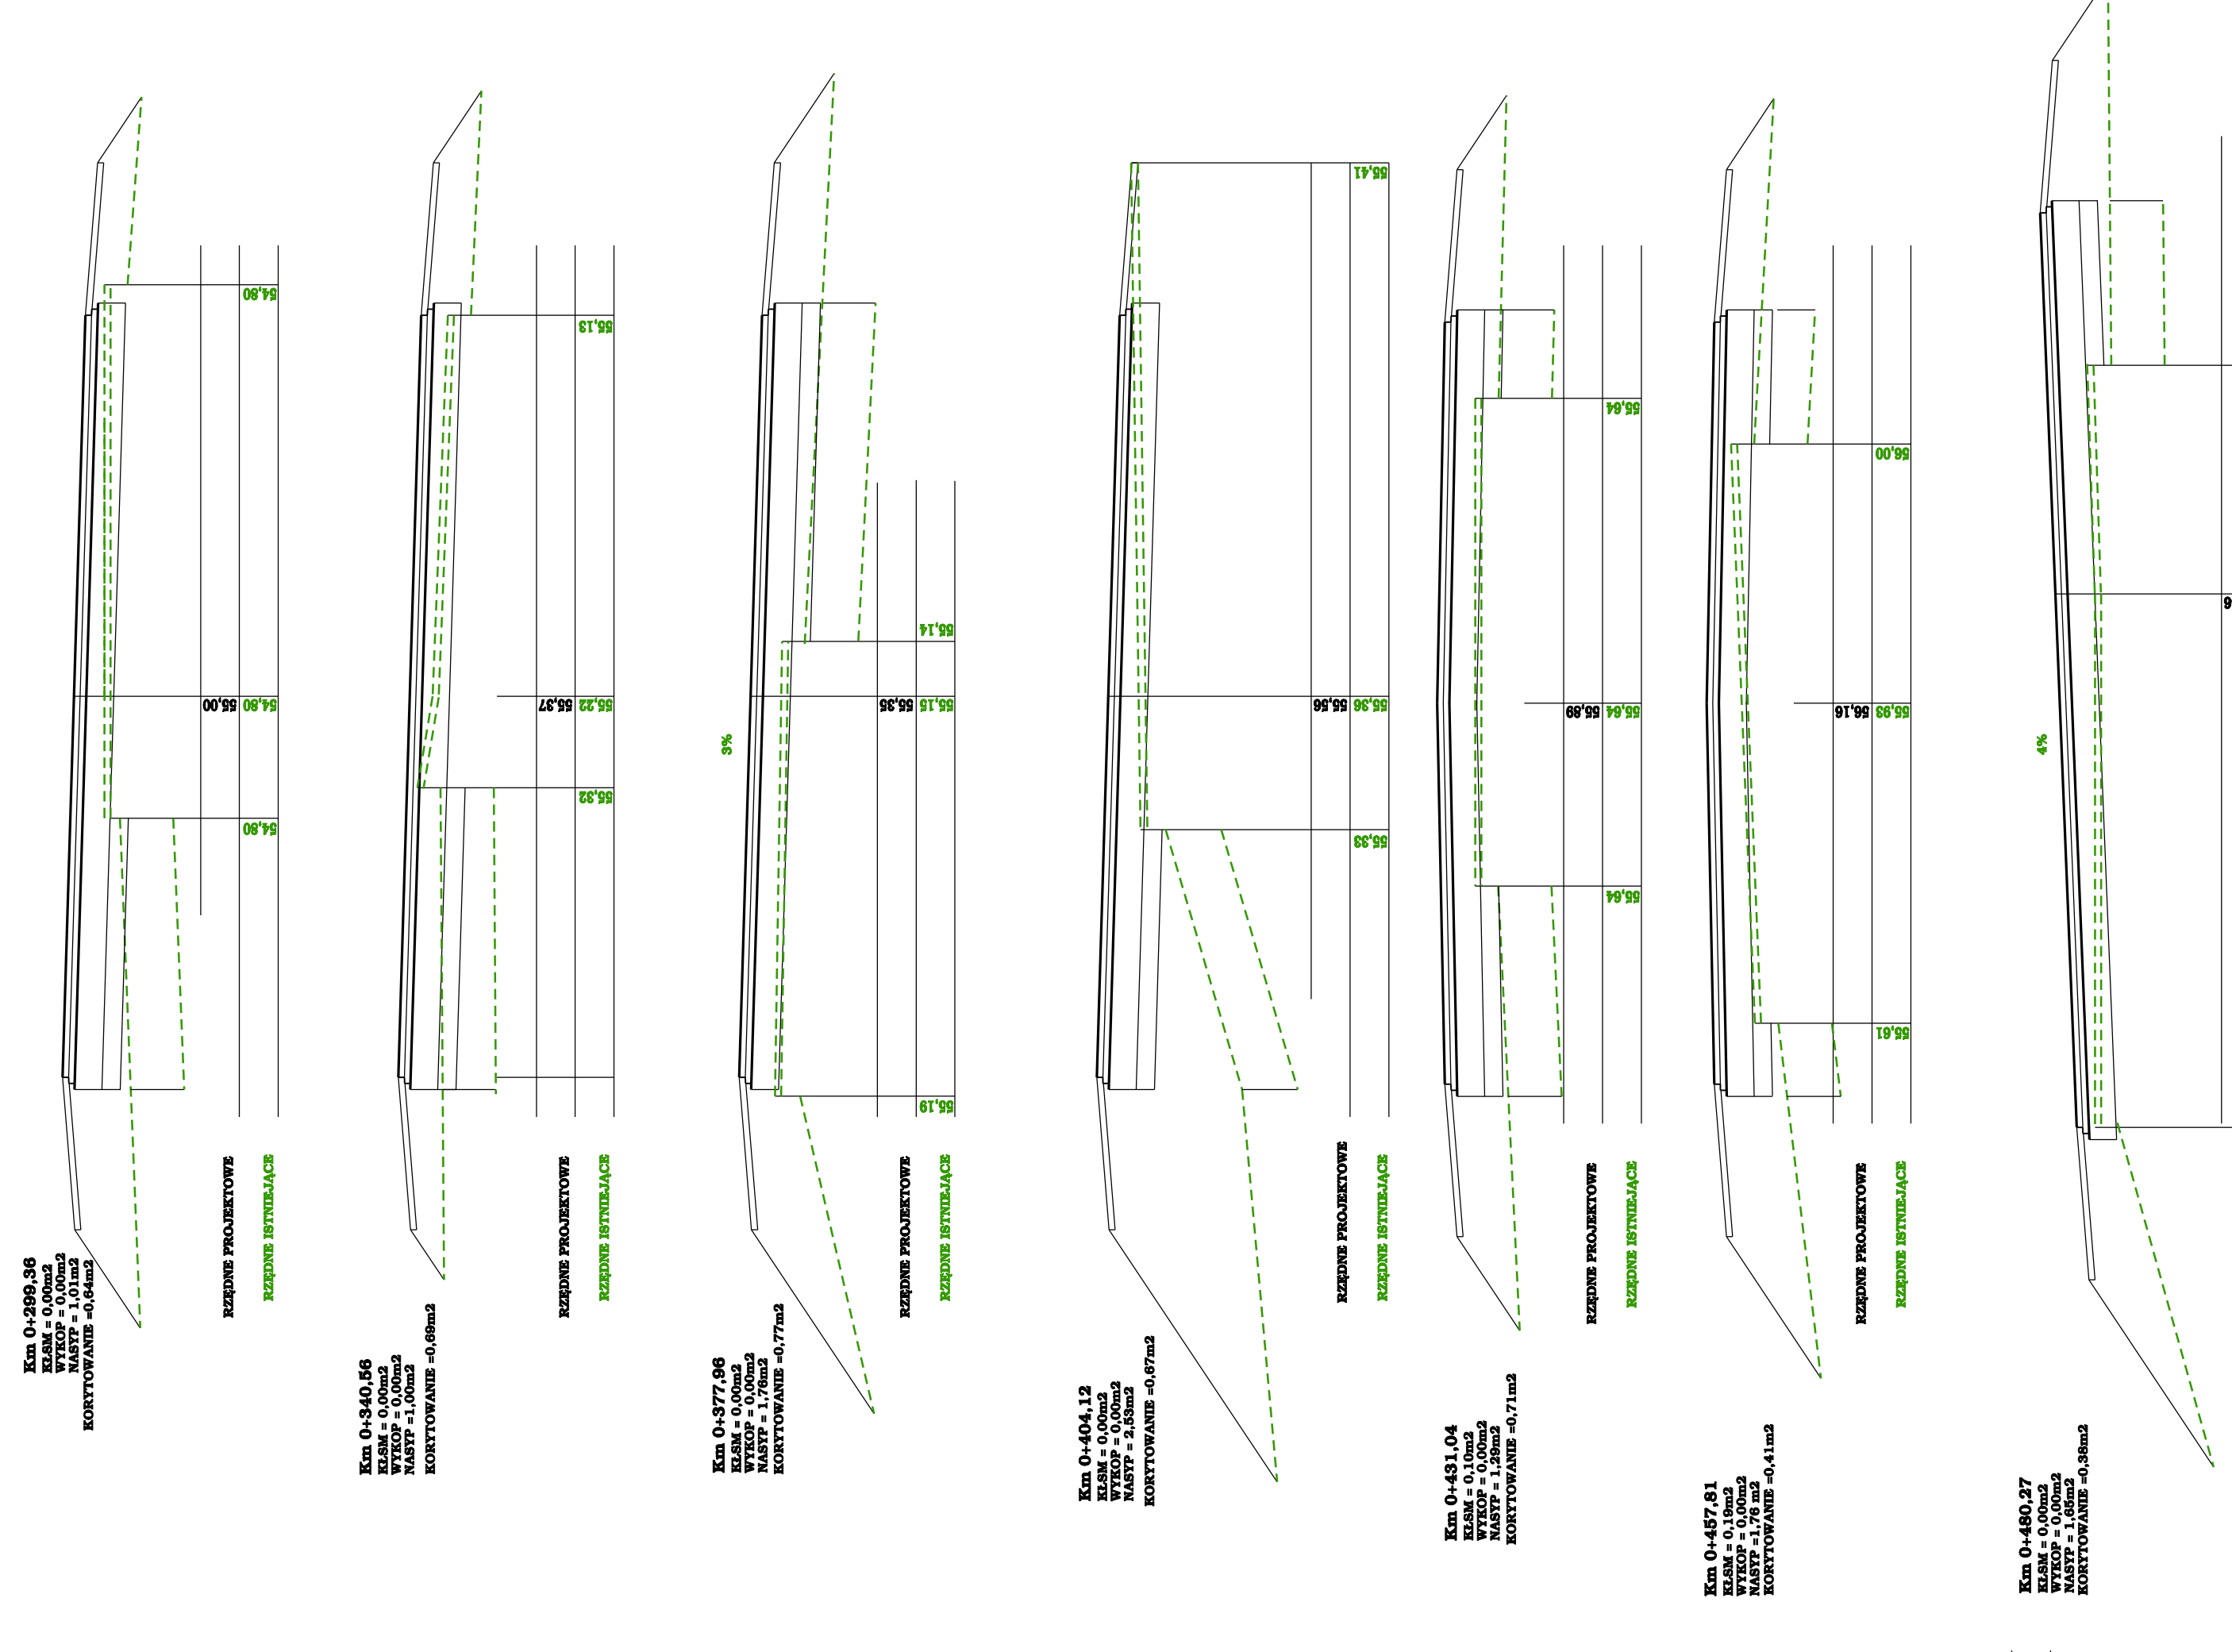 Km 0+299,36
KŁSM = 0,00m2
WYKOP = 0,00m2
NASYP = 1,01m2
KORYTOWANIE =0,64m2
54,80
55,00
54,80
54,80
RZĘDNE PROJEKTOWE
RZĘDNE ISTNIEJĄCE
Km 0+340,56
KŁSM = 0,00m2
WYKOP = 0,00m2
NASYP =1,00m2
KORYTOWANIE =0,69m2
55,13
55,37
55,22
55,32
RZĘDNE PROJEKTOWE
RZĘDNE ISTNIEJĄCE
Km 0+377,96
KŁSM = 0,00m2
WYKOP = 0,00m2
NASYP = 1,76m2
KORYTOWANIE =0,77m2
3%
55,14
55,35
55,15
55,19
RZĘDNE PROJEKTOWE
RZĘDNE ISTNIEJĄCE
Km 0+404,12
KŁSM = 0,00m2
WYKOP = 0,00m2
NASYP = 2,53m2
KORYTOWANIE =0,67m2
55,41
55,56
55,36
55,33
RZĘDNE PROJEKTOWE
RZĘDNE ISTNIEJĄCE
Km 0+431,04
KŁSM = 0,10m2
WYKOP = 0,00m2
NASYP = 1,29m2
KORYTOWANIE =0,71m2
55,64
55,89
55,64
55,64
RZĘDNE PROJEKTOWE
RZĘDNE ISTNIEJĄCE
Km 0+457,81
KŁSM = 0,19m2
WYKOP = 0,00m2
NASYP =1,76 m2
KORYTOWANIE =0,41m2
56,00
56,16
55,93
55,61
RZĘDNE PROJEKTOWE
RZĘDNE ISTNIEJĄCE
Km 0+480,27
KŁSM = 0,00m2
WYKOP = 0,00m2
NASYP = 1,65m2
KORYTOWANIE =0,38m2
4%